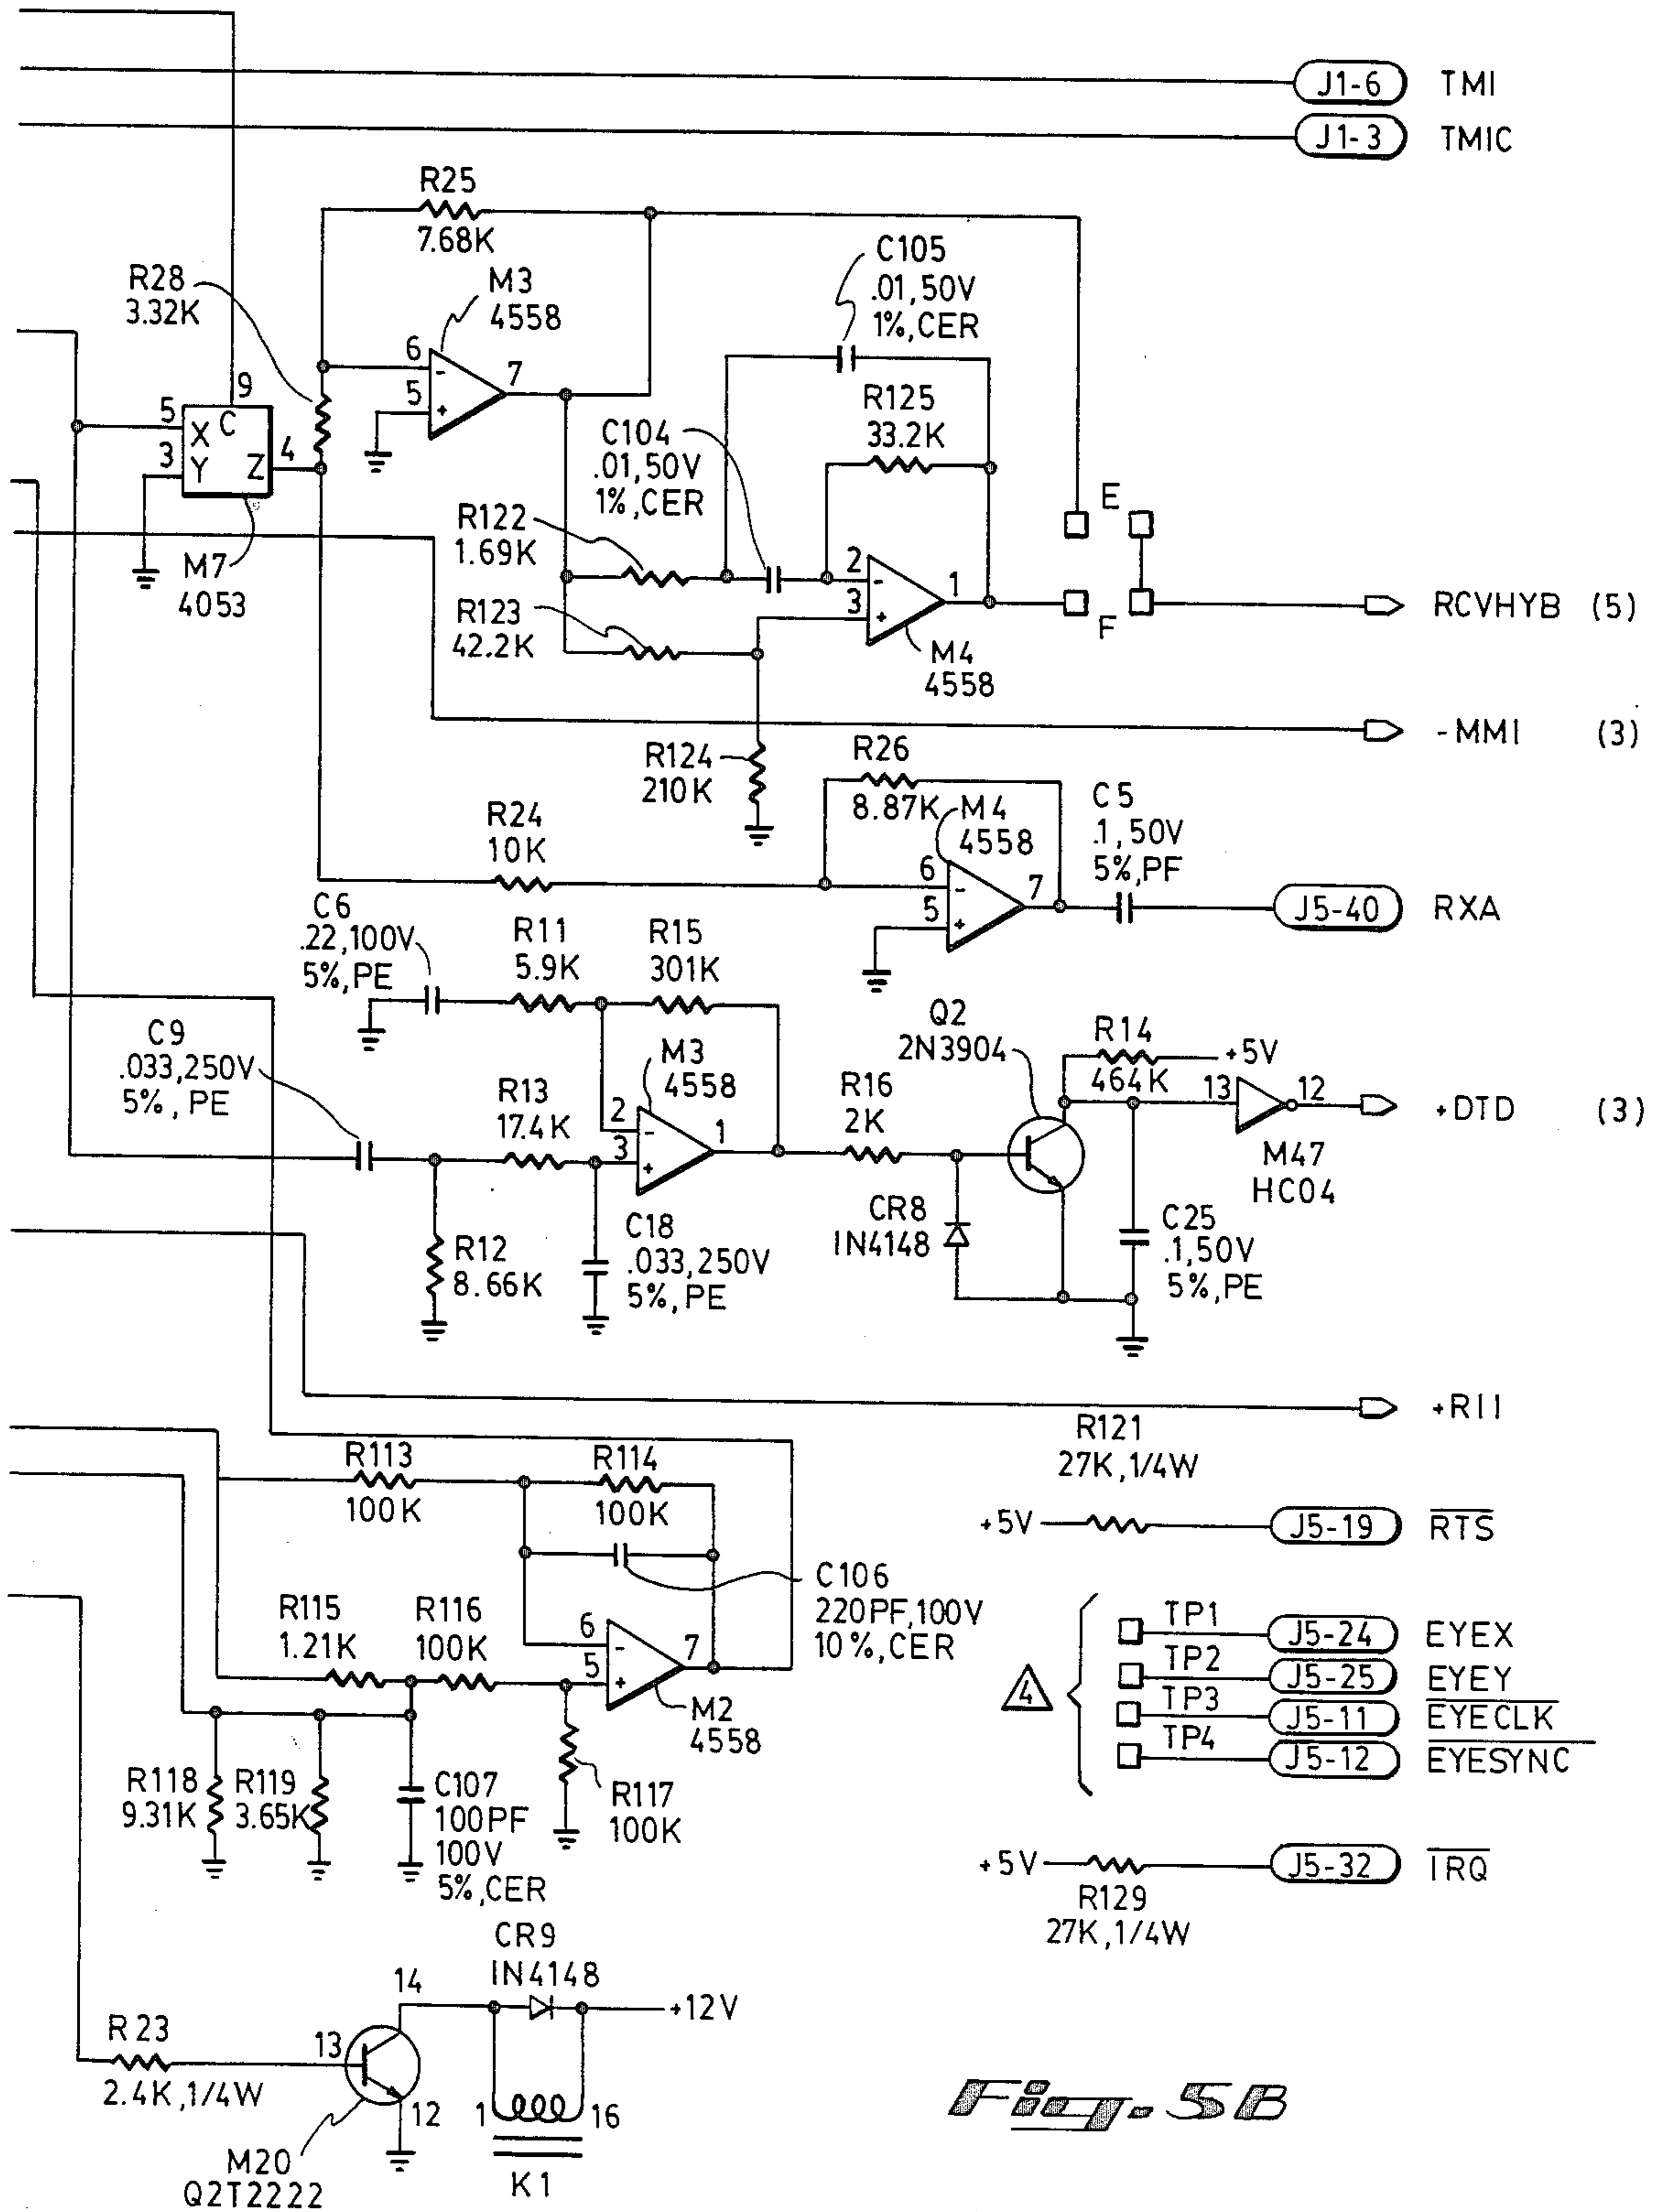 J1-6 TMI
J1-3 TMIC
R25
7.68K
C105
.01,50V
1%,CER
R28
3.32K
M3
4558
6
-
5
+
7
9
5
X C
3
Y
Z
4
M7
4053
C104
.01,50V
1%,CER
R125
33.2K
R122
1.69K
R123
42.2K
2
-
3
+
1
M4
4558
E
F
RCVHYB (5)
-MMI (3)
R124
210K
R26
8.87K
M4
4558
C5
.1,50V
5%,PF
R24
10K
6
-
5
+
7
J5-40 RXA
C6
.22,100V
5%,PE
R11
5.9K
R15
301K
C9
.033,250V
5%, PE
R13
17.4K
M3
4558
2
-
3
+
1
R16
2K
Q2
2N3904
R14
464K
+5V
13
12
+DTD (3)
M47
HC04
R12
8.66K
C18
.033,250V
5%,PE
CR8
IN4148
C25
.1,50V
5%,PE
+RII
R113
100K
R114
100K
R121
27K,1/4W
+5V J5-19 RTS
C106
220PF,100V
10%,CER
R115
1.21K
R116
100K
6
-
5
+
7
M2
4558
4
TP1 J5-24 EYEX
TP2 J5-25 EYEY
TP3 J5-11 EYECLK
TP4 J5-12 EYESYNC
R118
9.31K
R119
3.65K
C107
100PF
100V
5%,CER
R117
100K
+5V J5-32 IRQ
R129
27K,1/4W
CR9
IN4148
+12V
14
R23
2.4K,1/4W
13
12
1
16
M20
Q2T2222
K1
Fig. 5B